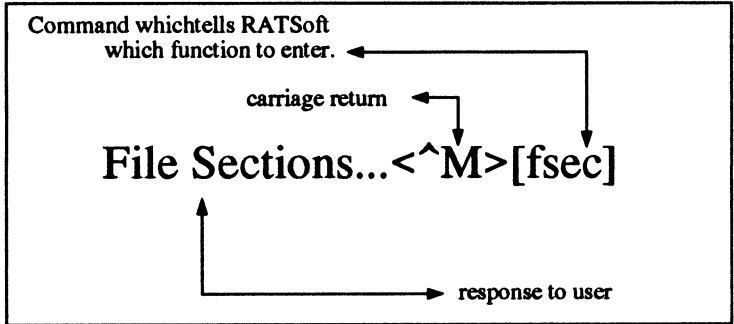 Command whichtells RATSoft
which function to enter.
carriage return
File Sections...<^M>[fsec]
response to user